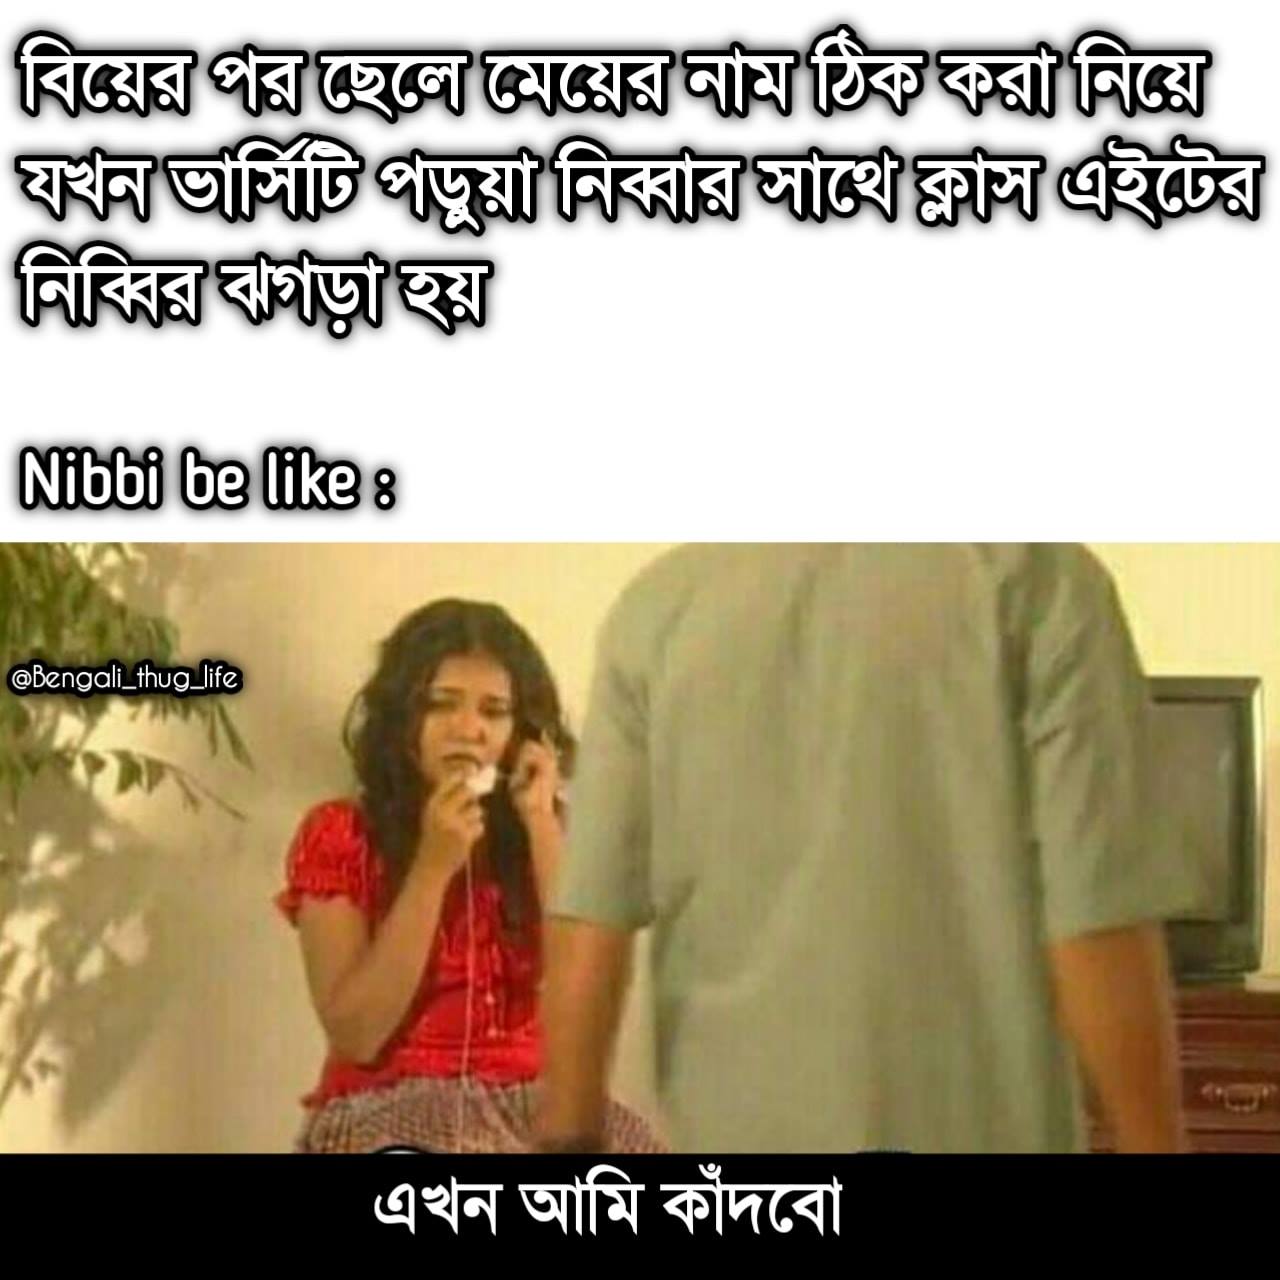 বিয়ের পর ছেলে মেয়ের নাম ঠিক করা নিয়ে
যখন ভার্সিটি পড়ুয়া নিব্বার সাথে ক্লাস এইটের
নিব্বির ঝগড়া হয়
Nibbi be like :
@Bengali_thug_life
এখন আমি কাঁদবো